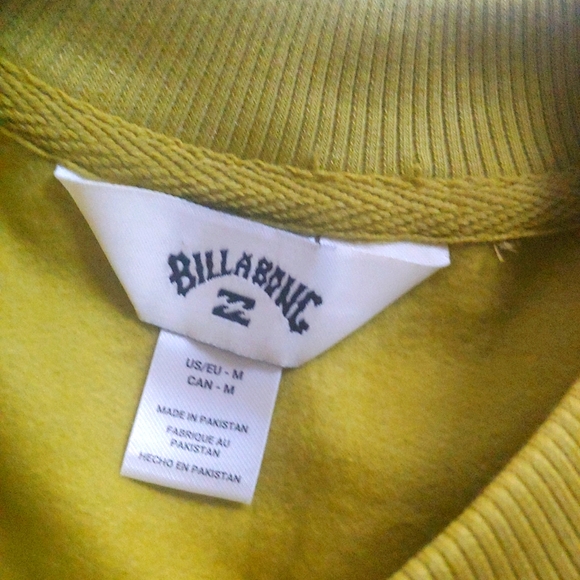 BILLABONG
US/EU - M
CAN - M
MADE IN PAKISTAN
FABRIQUE AU
PAKISTAN
HECHO EN PAKISTAN